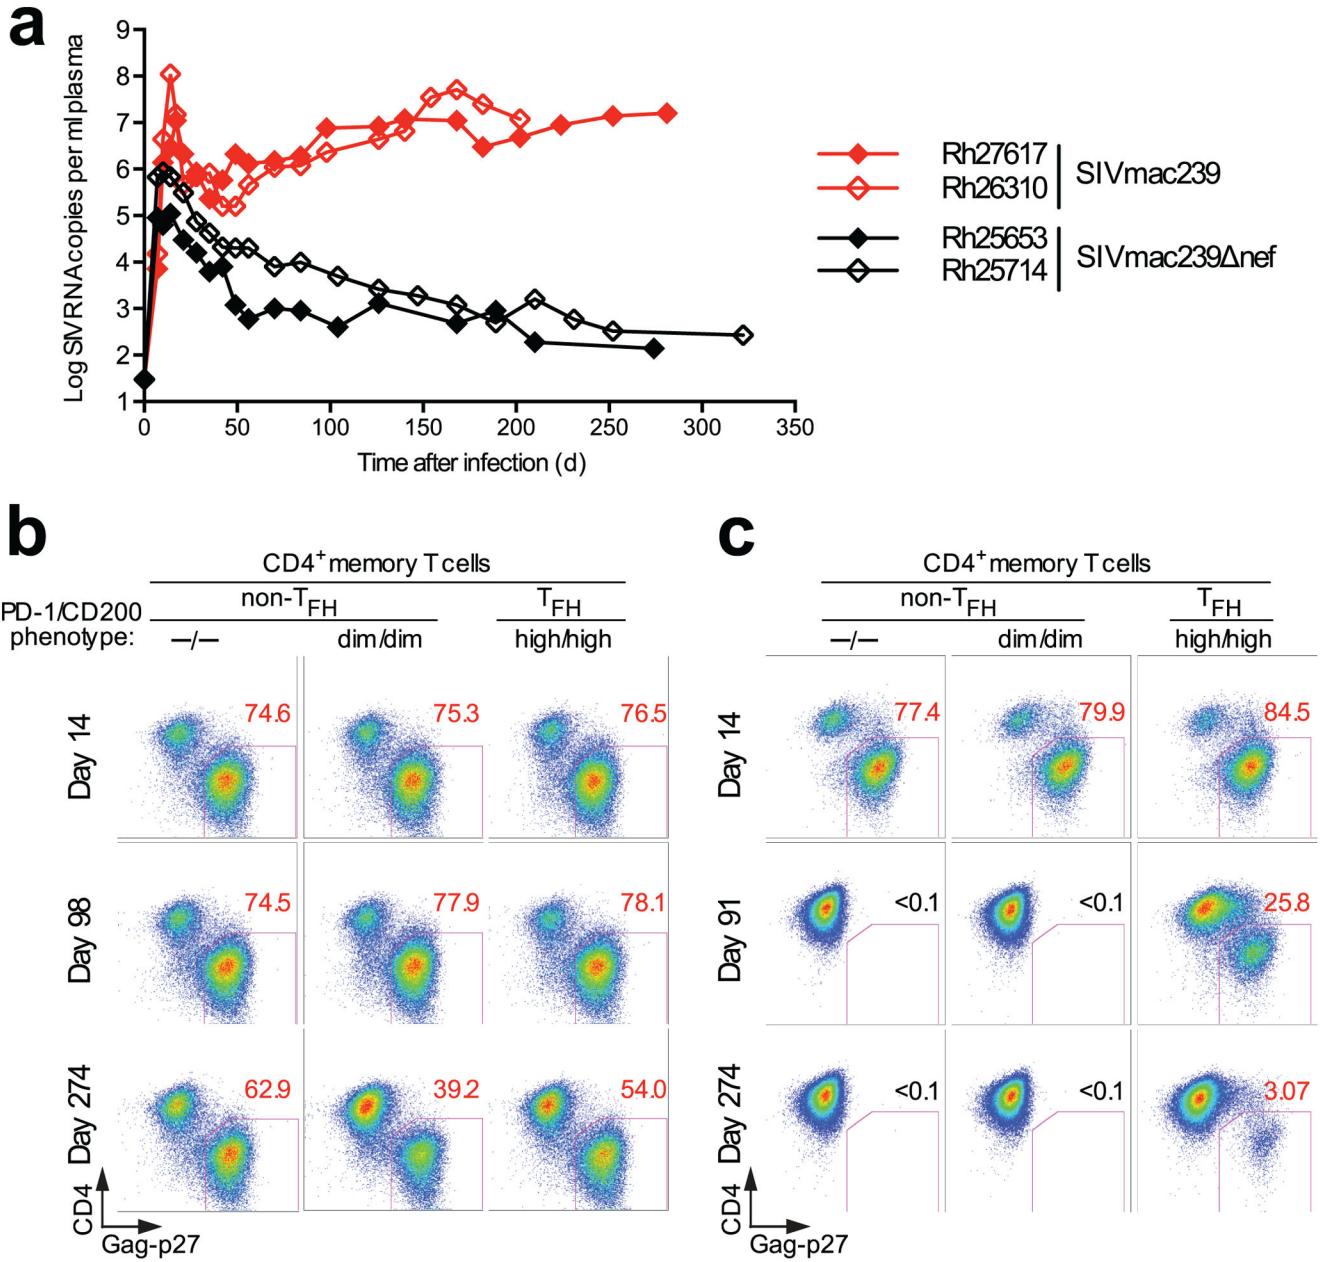 a
Log SIV RNA copies per ml plasma
9
8
7
6
5
4
3
2
1
0 50 100 150 200 250 300 350
Time after infection (d)
Rh27617
Rh26310
SIVmac239
Rh25653
Rh25714
SIVmac239Δnef
b
CD4+ memory T cells
non-TFH TFH
PD-1/CD200
phenotype: –/– dim/dim high/high
Day 14 74.6 75.3 76.5
Day 98 74.5 77.9 78.1
Day 274 62.9 39.2 54.0
CD4
Gag-p27
c
CD4+ memory T cells
non-TFH TFH
–/– dim/dim high/high
Day 14 77.4 79.9 84.5
Day 91 <0.1 <0.1 25.8
Day 274 <0.1 <0.1 3.07
CD4
Gag-p27